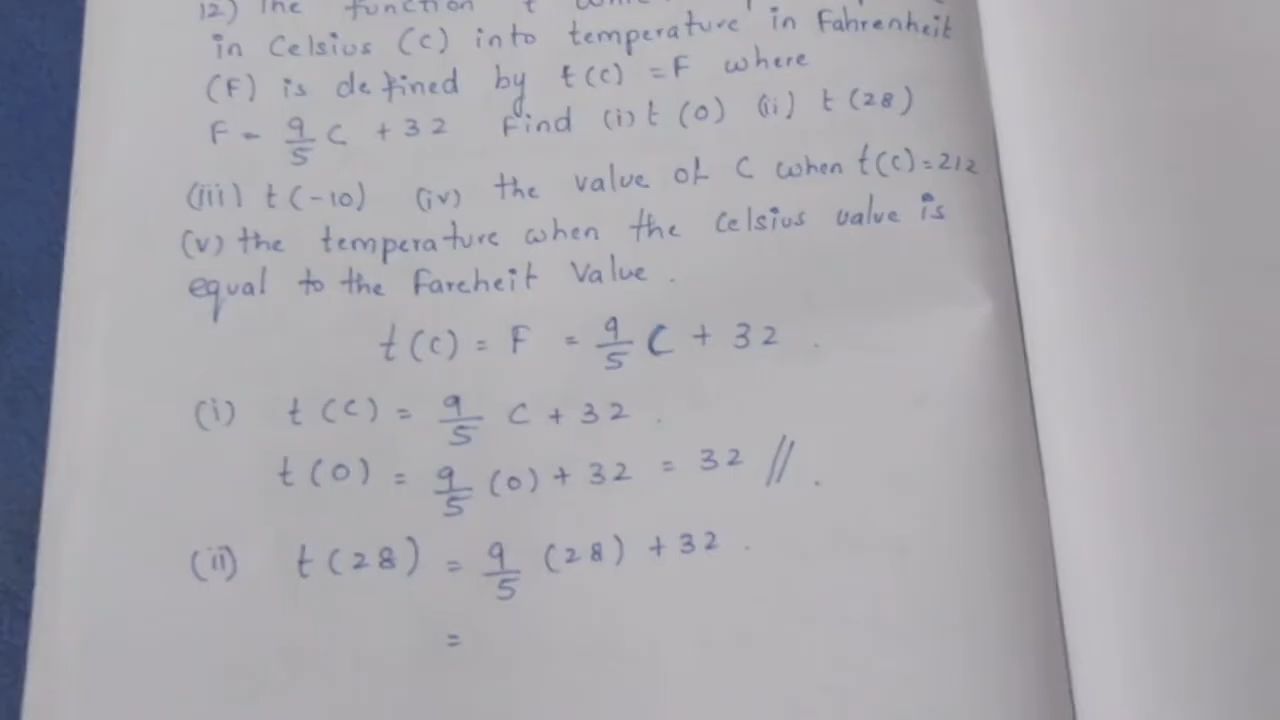 12) The function t
in Celsius (C) into temperature in Fahrenheit
(F) is defined by t(C) = F where
F = 9/5 C + 32 Find (i) t (0) (ii) t (28)
(iii) t (-10) (iv) the value of C when t(C) = 212
(v) the temperature when the Celsius value is
equal to the Fareheit Value .
t(C) = F = 9/5 C + 32 .
(i) t (C) = 9/5 C + 32 .
t (0) = 9/5 (0) + 32 = 32 // .
(ii) t (28) = 9/5 (28) + 32 .
=